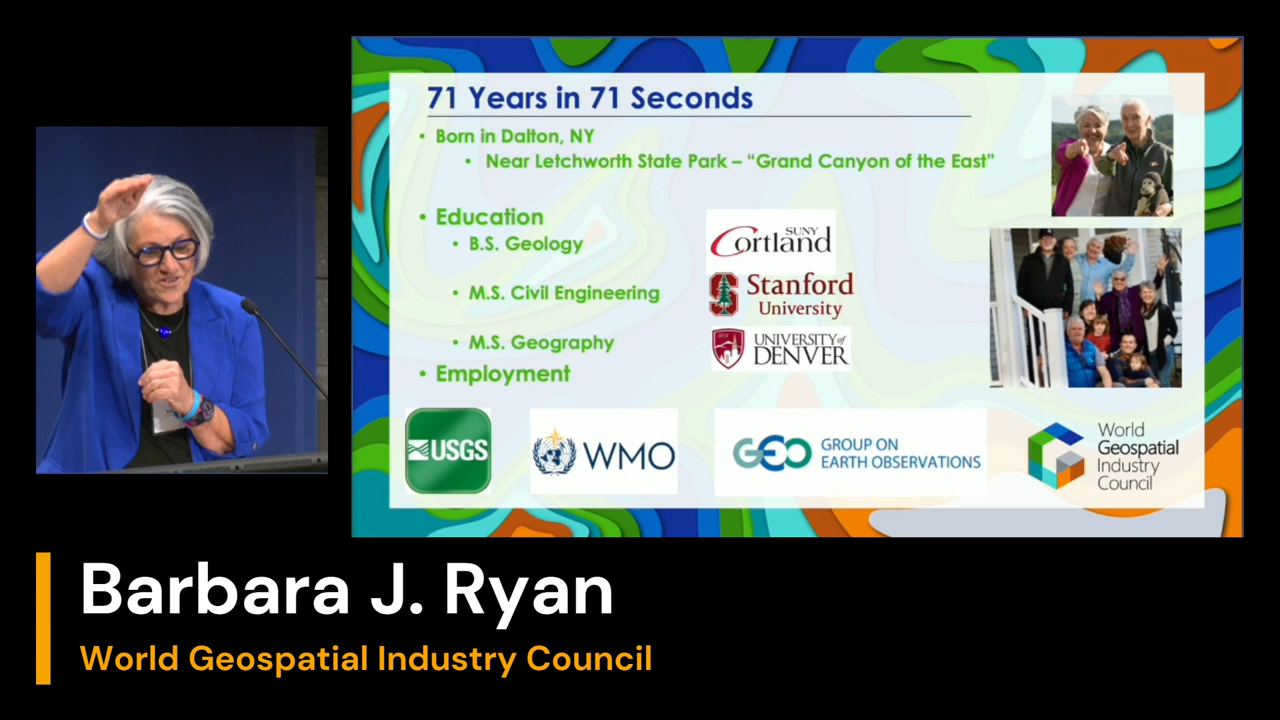 71 Years in 71 Seconds
• Born in Dalton, NY
• Near Letchworth State Park – “Grand Canyon of the East”
• Education
• B.S. Geology
SUNY
Cortland
• M.S. Civil Engineering
Stanford
University
• M.S. Geography
UNIVERSITY of
DENVER
• Employment
USGS
WMO
GEO
GROUP ON
EARTH OBSERVATIONS
World
Geospatial
Industry
Council
Barbara J. Ryan
World Geospatial Industry Council